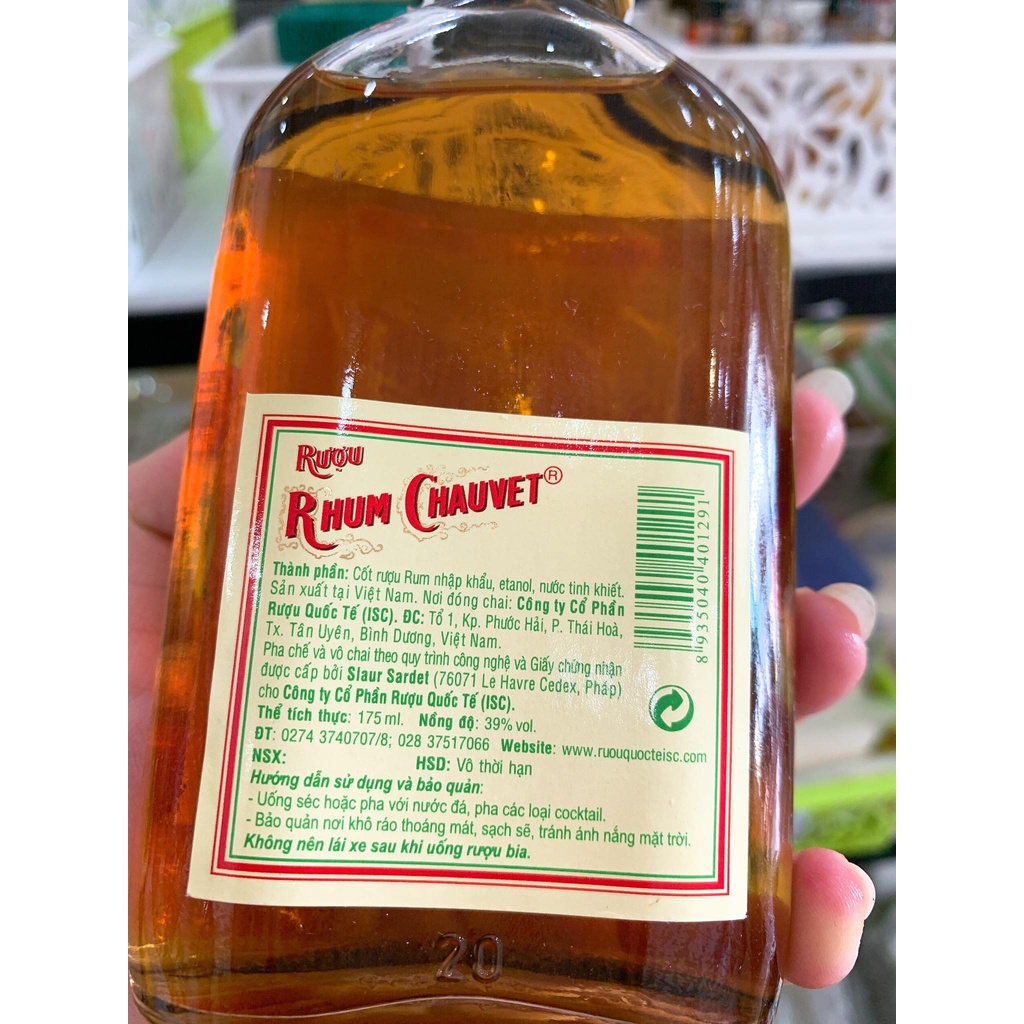 RƯỢU
RHUM CHAUVET®
Thành phần: Cốt rượu Rum nhập khẩu, etanol, nước tinh khiết.
Sản xuất tại Việt Nam. Nơi đóng chai: Công ty Cổ Phần
Rượu Quốc Tế (ISC). ĐC: Tổ 1, Kp. Phước Hải, P. Thái Hoà,
Tx. Tân Uyên, Bình Dương, Việt Nam.
Pha chế và vô chai theo quy trình công nghệ và Giấy chứng nhận
được cấp bởi Slaur Sardet (76071 Le Havre Cedex, Pháp)
cho Công ty Cổ Phần Rượu Quốc Tế (ISC).
Thể tích thực: 175 ml. Nồng độ: 39% vol.
ĐT: 0274 3740707/8; 028 37517066 Website: www.ruouquocteisc.com
NSX: HSD: Vô thời hạn
Hướng dẫn sử dụng và bảo quản:
- Uống séc hoặc pha với nước đá, pha các loại cocktail.
- Bảo quản nơi khô ráo thoáng mát, sạch sẽ, tránh ánh nắng mặt trời.
Không nên lái xe sau khi uống rượu bia.
8 935040 401291
20